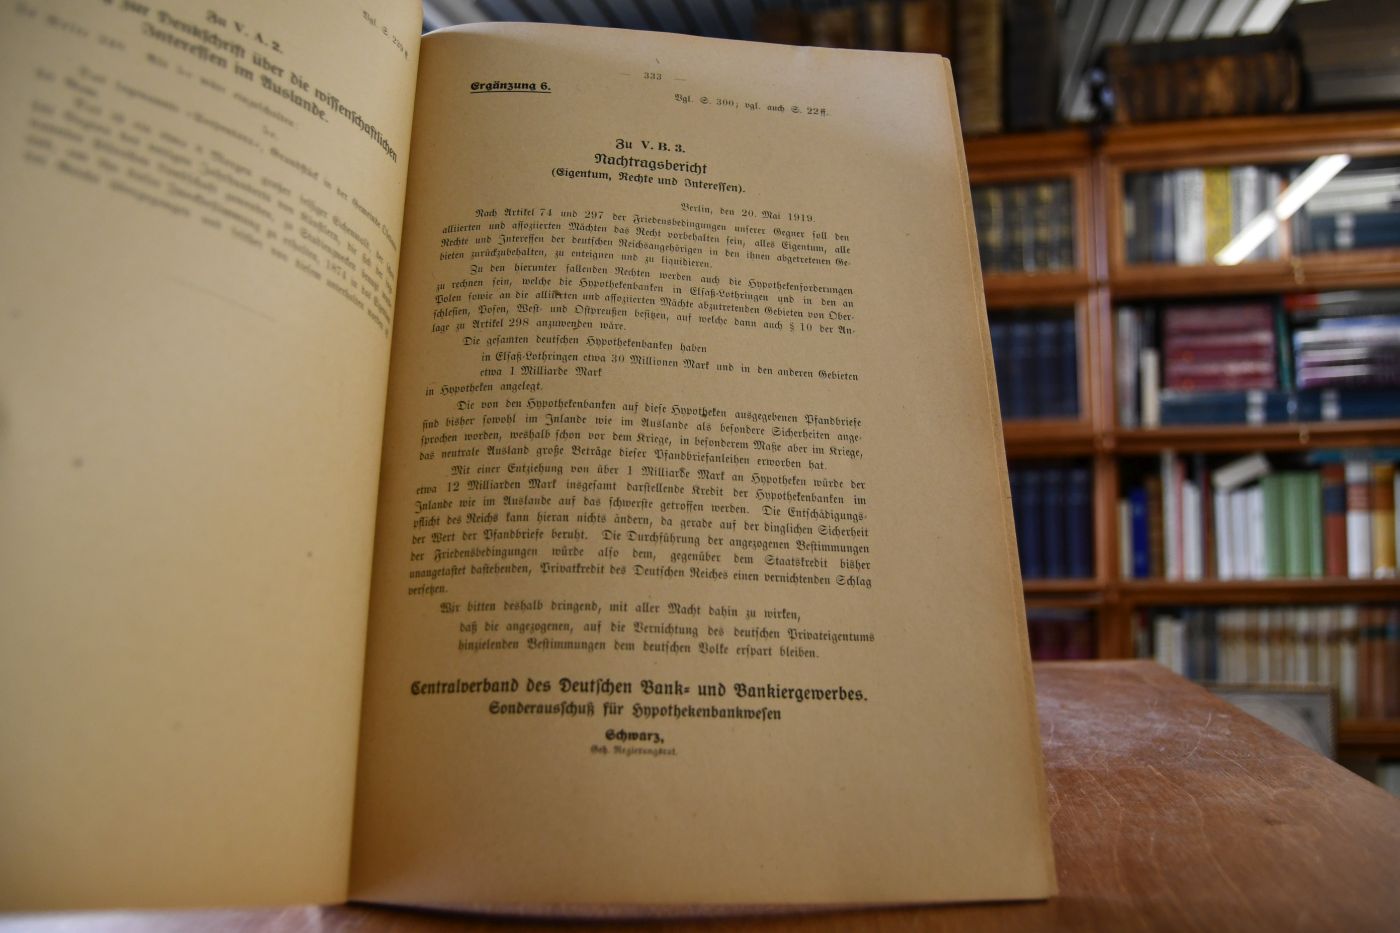 Vgl. S. 289 ff.
Zu V. A. 2.
zur Denkschrift über die wissenschaftlichen
Interessen im Auslande.
— 333 —
Ergänzung 6.
Vgl. S. 300; vgl. auch S. 22ff.
Zu V. B. 3.
Nachtragsbericht
(Eigentum, Rechte und Interessen).
Berlin, den 20. Mai 1919.
Nach Artikel 74 und 297 der Friedensbedingungen unserer Gegner soll den
alliierten und assoziierten Mächten das Recht vorbehalten sein, alles Eigentum, alle
Rechte und Interessen der deutschen Reichsangehörigen in den ihnen abgetretenen Ge-
bieten zurückzubehalten, zu enteignen und zu liquidieren.
Zu den hierunter fallenden Rechten werden auch die Hypothekenforderungen
zu rechnen sein, welche die Hypothekenbanken in Elsaß-Lothringen und in den an
Polen sowie an die alliierten und assoziierten Mächte abzutretenden Gebieten von Ober-
schlesien, Posen, West- und Ostpreußen besitzen, auf welche dann auch § 10 der An-
lage zu Artikel 298 anzuwenden wäre.
Die gesamten deutschen Hypothekenbanken haben
in Elsaß-Lothringen etwa 30 Millionen Mark und in den anderen Gebieten
etwa 1 Milliarde Mark
in Hypotheken angelegt.
Die von den Hypothekenbanken auf diese Hypotheken ausgegebenen Pfandbriefe
sind bisher sowohl im Inlande wie im Auslande als besondere Sicherheiten ange-
sprochen worden, weshalb schon vor dem Kriege, in besonderem Maße aber im Kriege,
das neutrale Ausland große Beträge dieser Pfandbriefanleihen erworben hat.
Mit einer Entziehung von über 1 Milliarde Mark an Hypotheken würde der
etwa 12 Milliarden Mark insgesamt darstellende Kredit der Hypothekenbanken im
Inlande wie im Auslande auf das schwerste getroffen werden. Die Entschädigungs-
pflicht des Reichs kann hieran nichts ändern, da gerade auf der dinglichen Sicherheit
der Wert der Pfandbriefe beruht. Die Durchführung der angezogenen Bestimmungen
der Friedensbedingungen würde also dem, gegenüber dem Staatskredit bisher
unangetastet dastehenden, Privatkredit des Deutschen Reiches einen vernichtenden Schlag
versetzen.
Wir bitten deshalb dringend, mit aller Macht dahin zu wirken,
daß die angezogenen, auf die Vernichtung des deutschen Privateigentums
hinzielenden Bestimmungen dem deutschen Volke erspart bleiben.
Centralverband des Deutschen Bank- und Bankiergewerbes.
Sonderausschuß für Hypothekenbankwesen
Schwarz,
Geh. Regierungsrat.